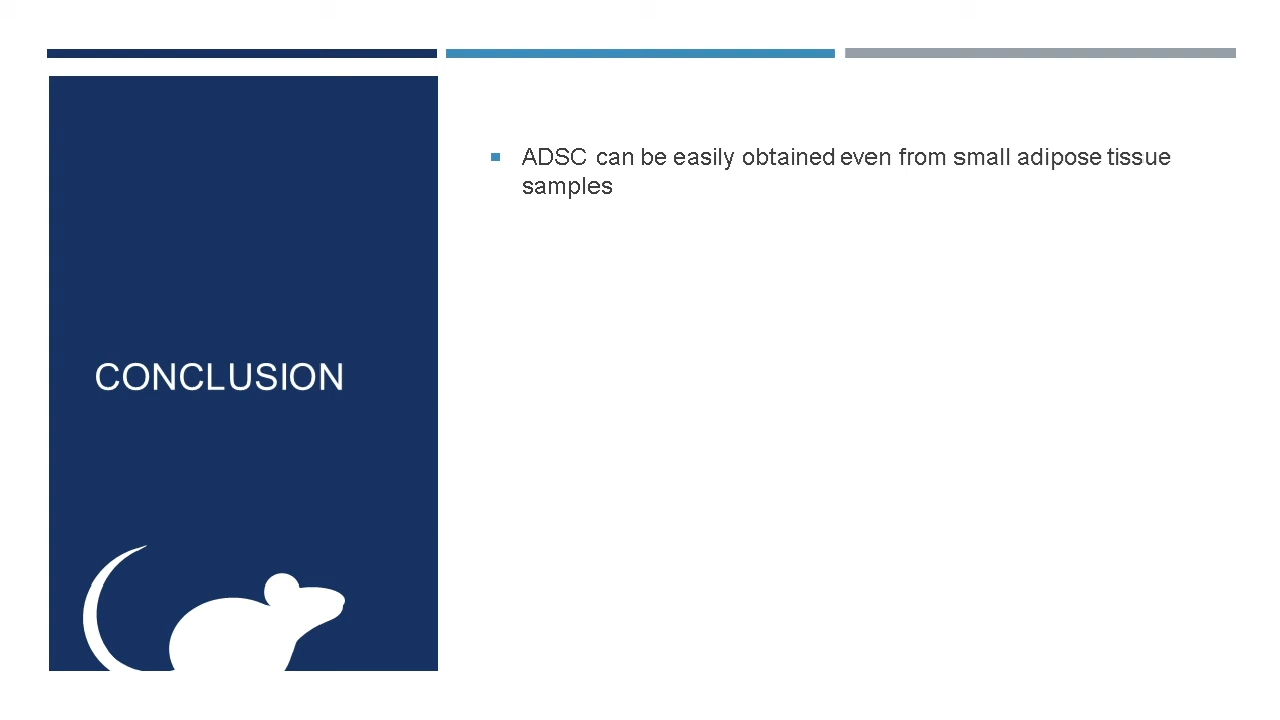 CONCLUSION
ADSC can be easily obtained even from small adipose tissue
samples